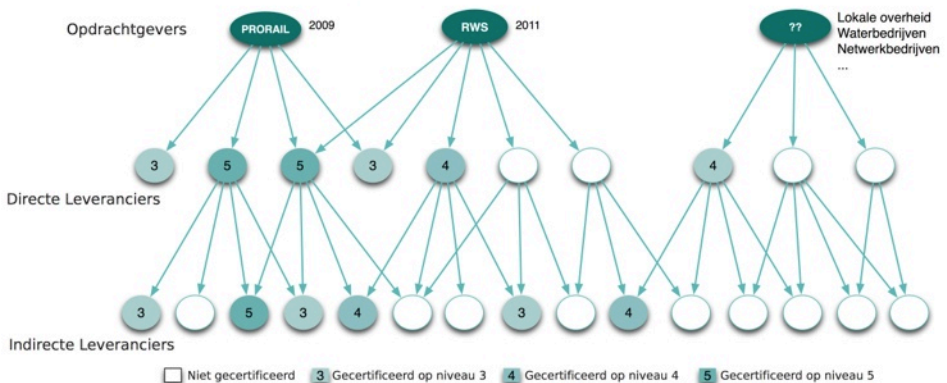 Opdrachtgevers
PRORAIL
2009
RWS
2011
??
Lokale overheid
Waterbedrijven
Netwerkbedrijven
...
3 5 5 3 4 4
Directe Leveranciers
3 5 3 4 3 4
Indirecte Leveranciers
Niet gecertificeerd 3 Gecertificeerd op niveau 3 4 Gecertificeerd op niveau 4 5 Gecertificeerd op niveau 5